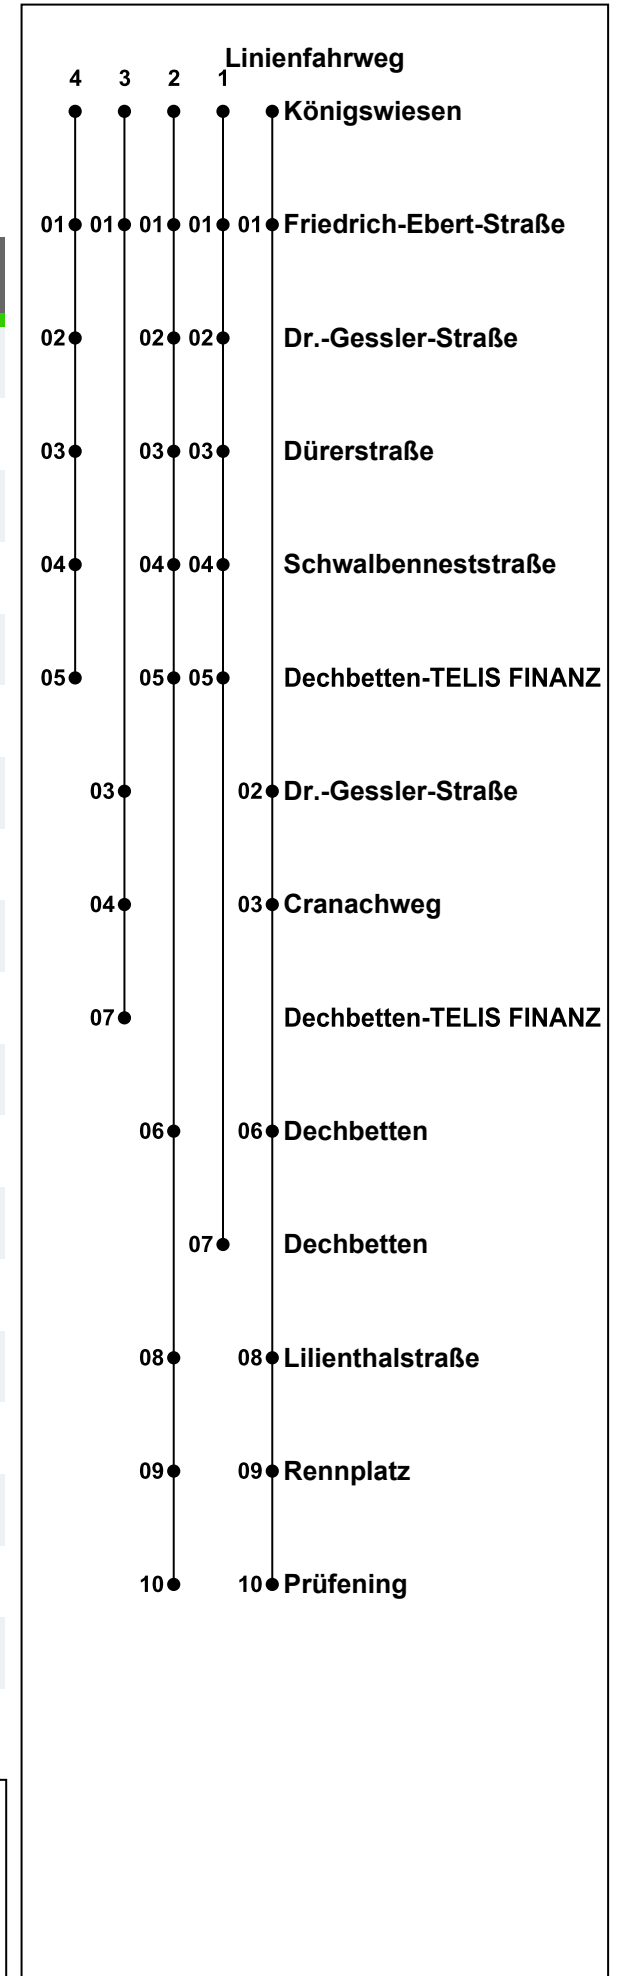 Linienfahrweg
4 3 2 1
Königswiesen
01 01 01 01 01 Friedrich-Ebert-Straße
02 02 02 Dr.-Gessler-Straße
03 03 03 Dürerstraße
04 04 04 Schwalbenneststraße
05 05 05 Dechbetten-TELIS FINANZ
03 02 Dr.-Gessler-Straße
04 03 Cranachweg
07 Dechbetten-TELIS FINANZ
06 06 Dechbetten
07 Dechbetten
08 08 Lilienthalstraße
09 09 Rennplatz
10 10 Prüfening